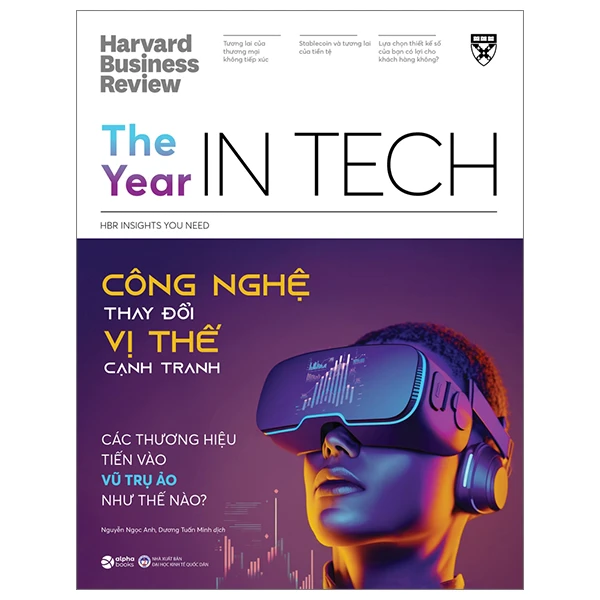 Harvard
Business
Review
Tương lai của
thương mại
không tiếp xúc
Stablecoin và tương lai
của tiền tệ
Lựa chọn thiết kế số
của bạn có lợi cho
khách hàng không?
The
Year
IN TECH
HBR INSIGHTS YOU NEED
CÔNG NGHỆ
THAY ĐỔI
VỊ THẾ
CẠNH TRANH
CÁC THƯƠNG HIỆU
TIẾN VÀO
VŨ TRỤ ẢO
NHƯ THẾ NÀO?
Nguyễn Ngọc Anh, Dương Tuấn Minh dịch
alpha
books
NHÀ XUẤT BẢN
ĐẠI HỌC KINH TẾ QUỐC DÂN